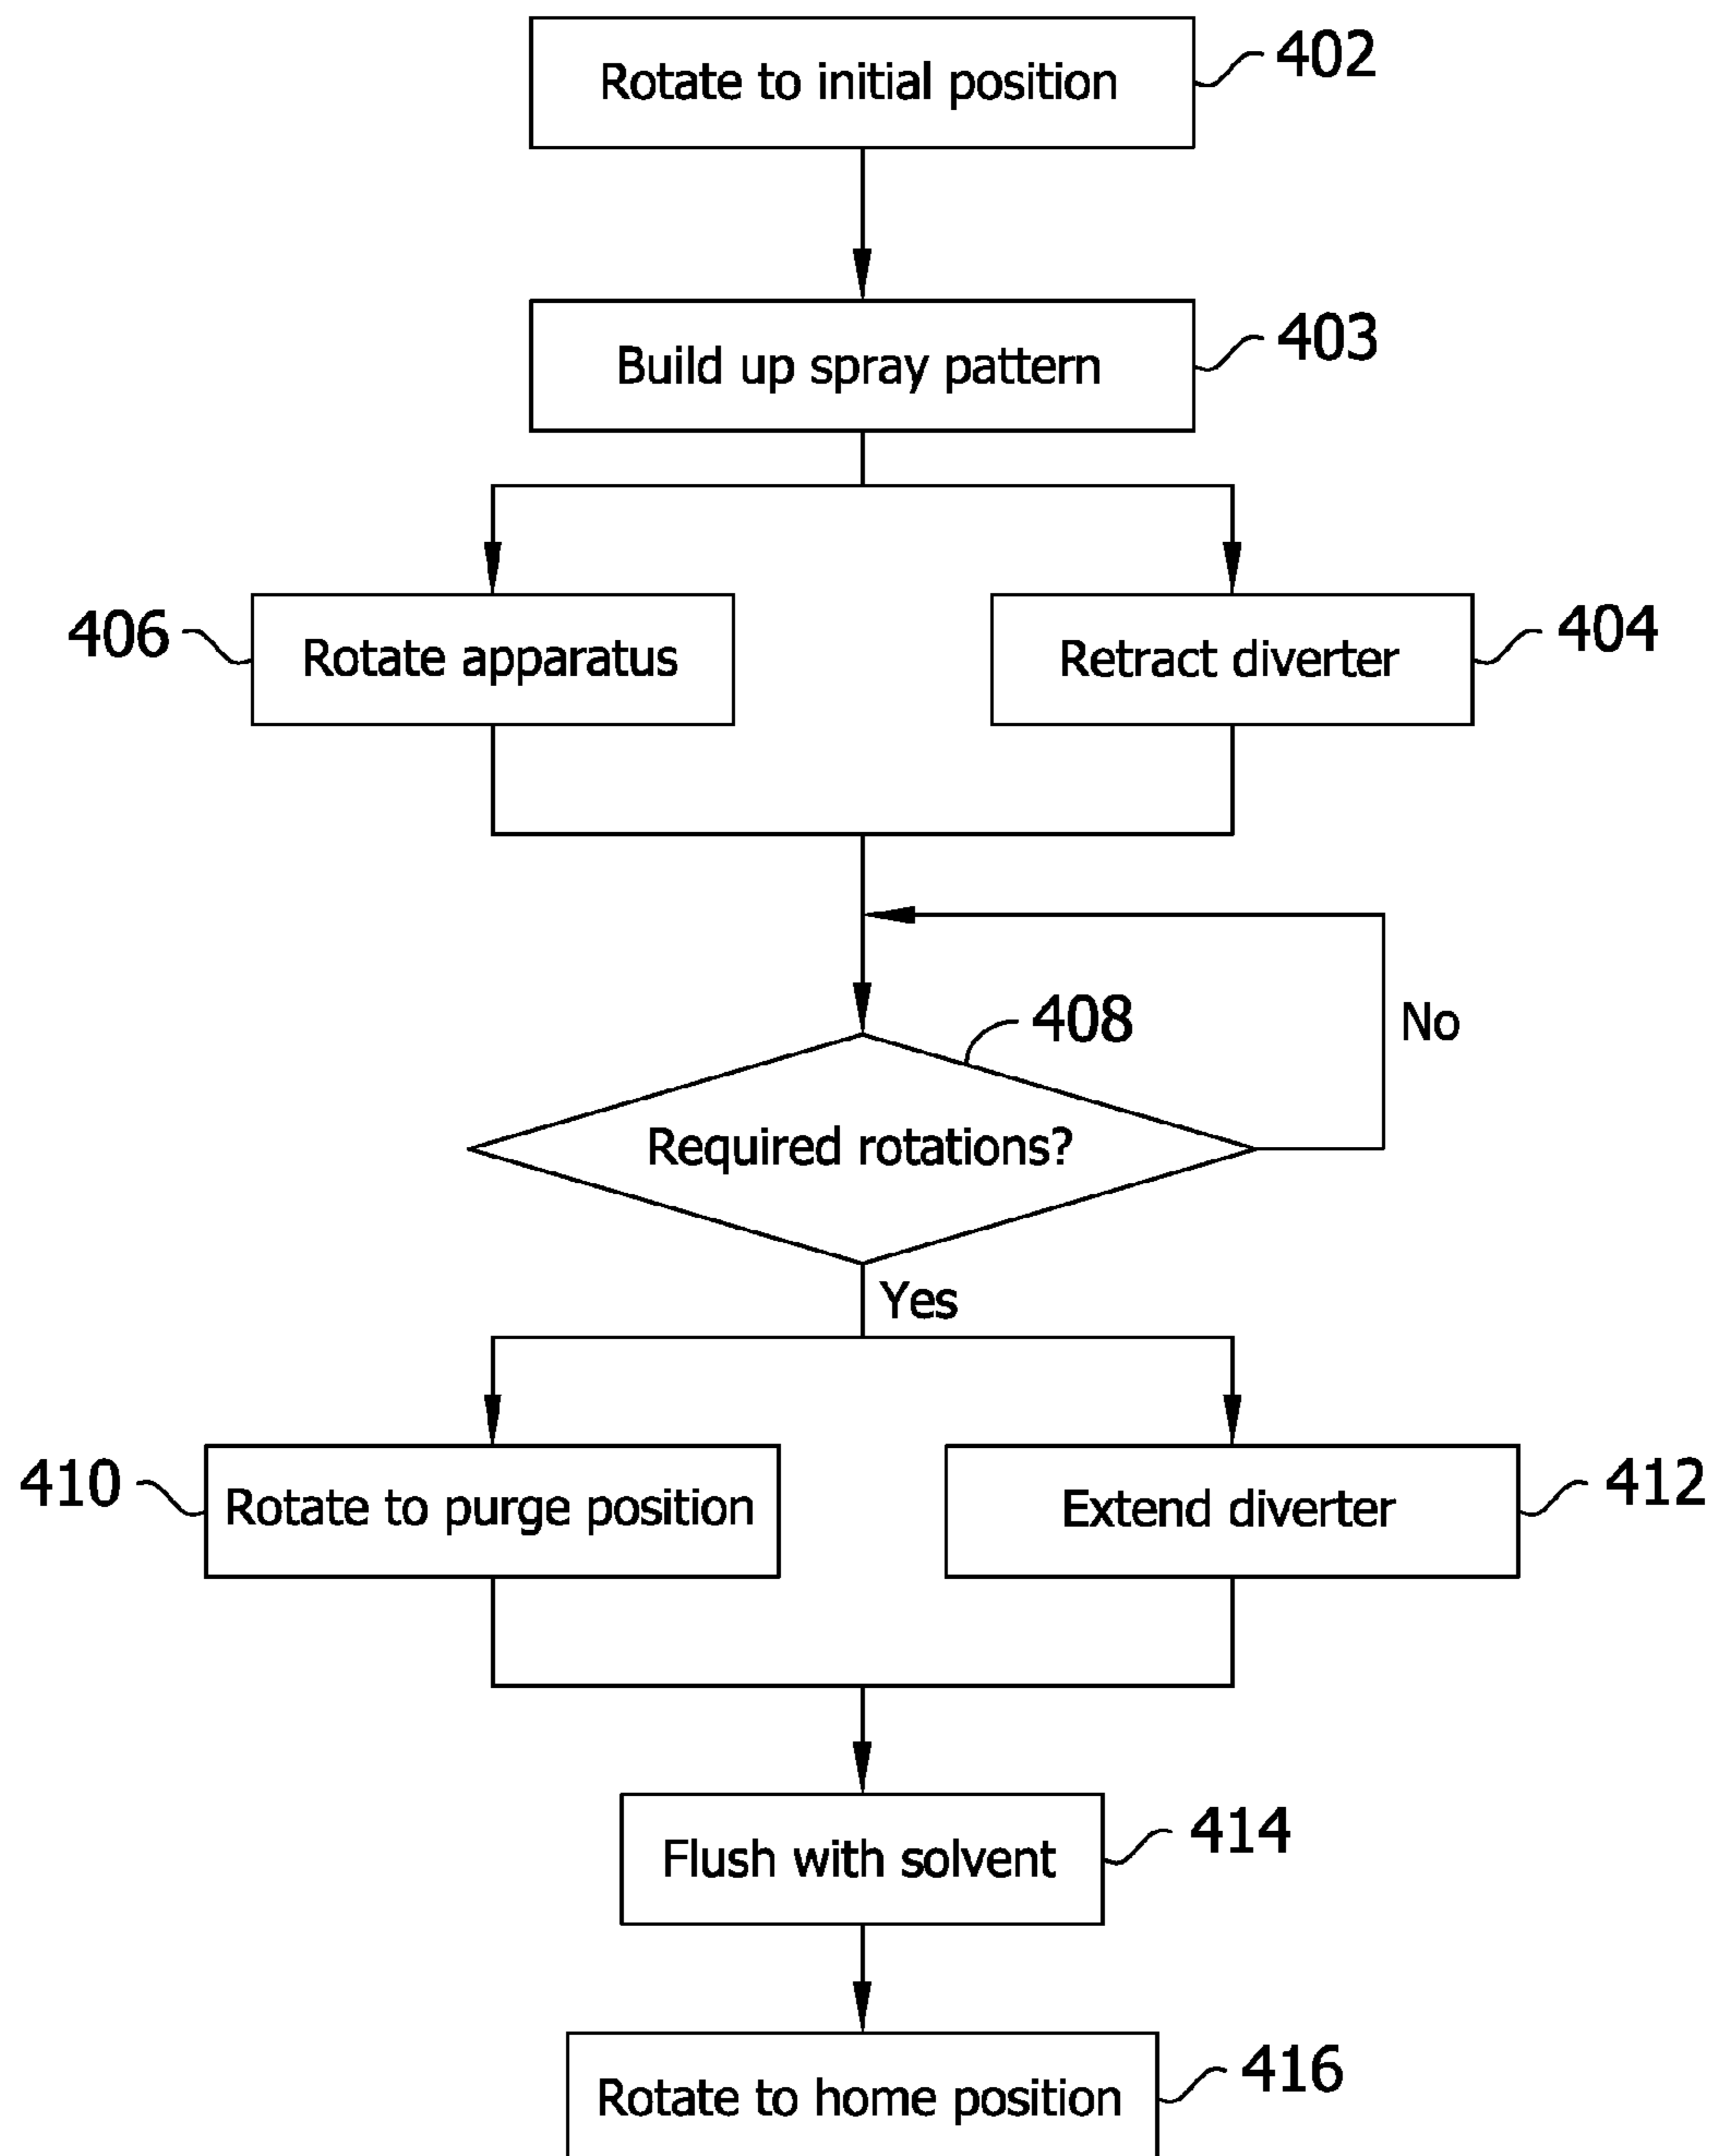 Rotate to initial position
402
Build up spray pattern
403
406
Rotate apparatus
Retract diverter
404
408
No
Required rotations?
Yes
410
Rotate to purge position
Extend diverter
412
Flush with solvent
414
Rotate to home position
416